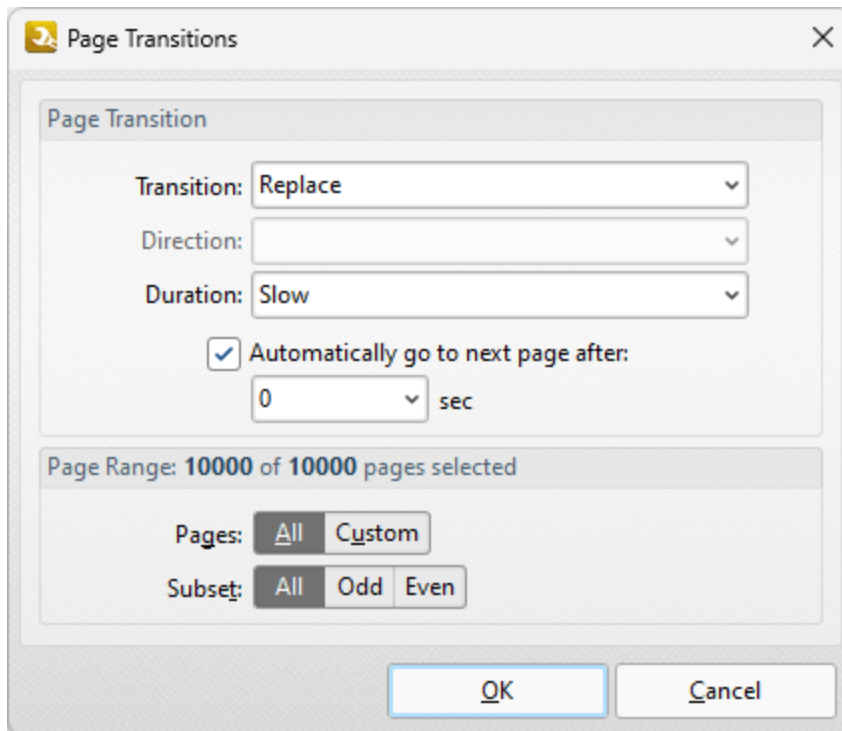 Page Transitions
Page Transition
Transition: Replace
Direction:
Duration: Slow
Automatically go to next page after:
0 sec
Page Range: 10000 of 10000 pages selected
Pages: All Custom
Subset: All Odd Even
OK Cancel